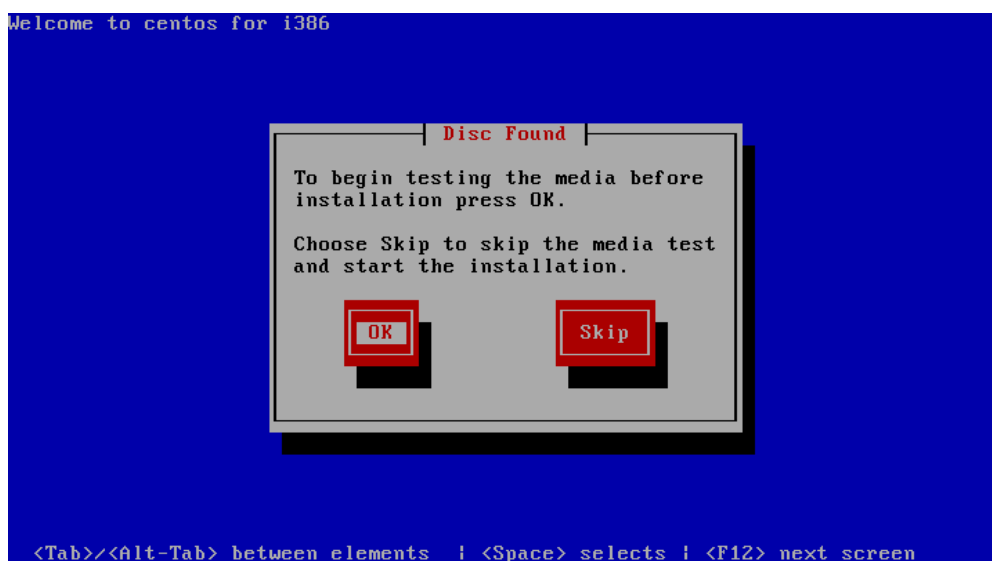 Welcome to centos for i386
Disc Found
To begin testing the media before
installation press OK.
Choose Skip to skip the media test
and start the installation.
OK Skip
<Tab>/<Alt-Tab> between elements | <Space> selects | <F12> next screen